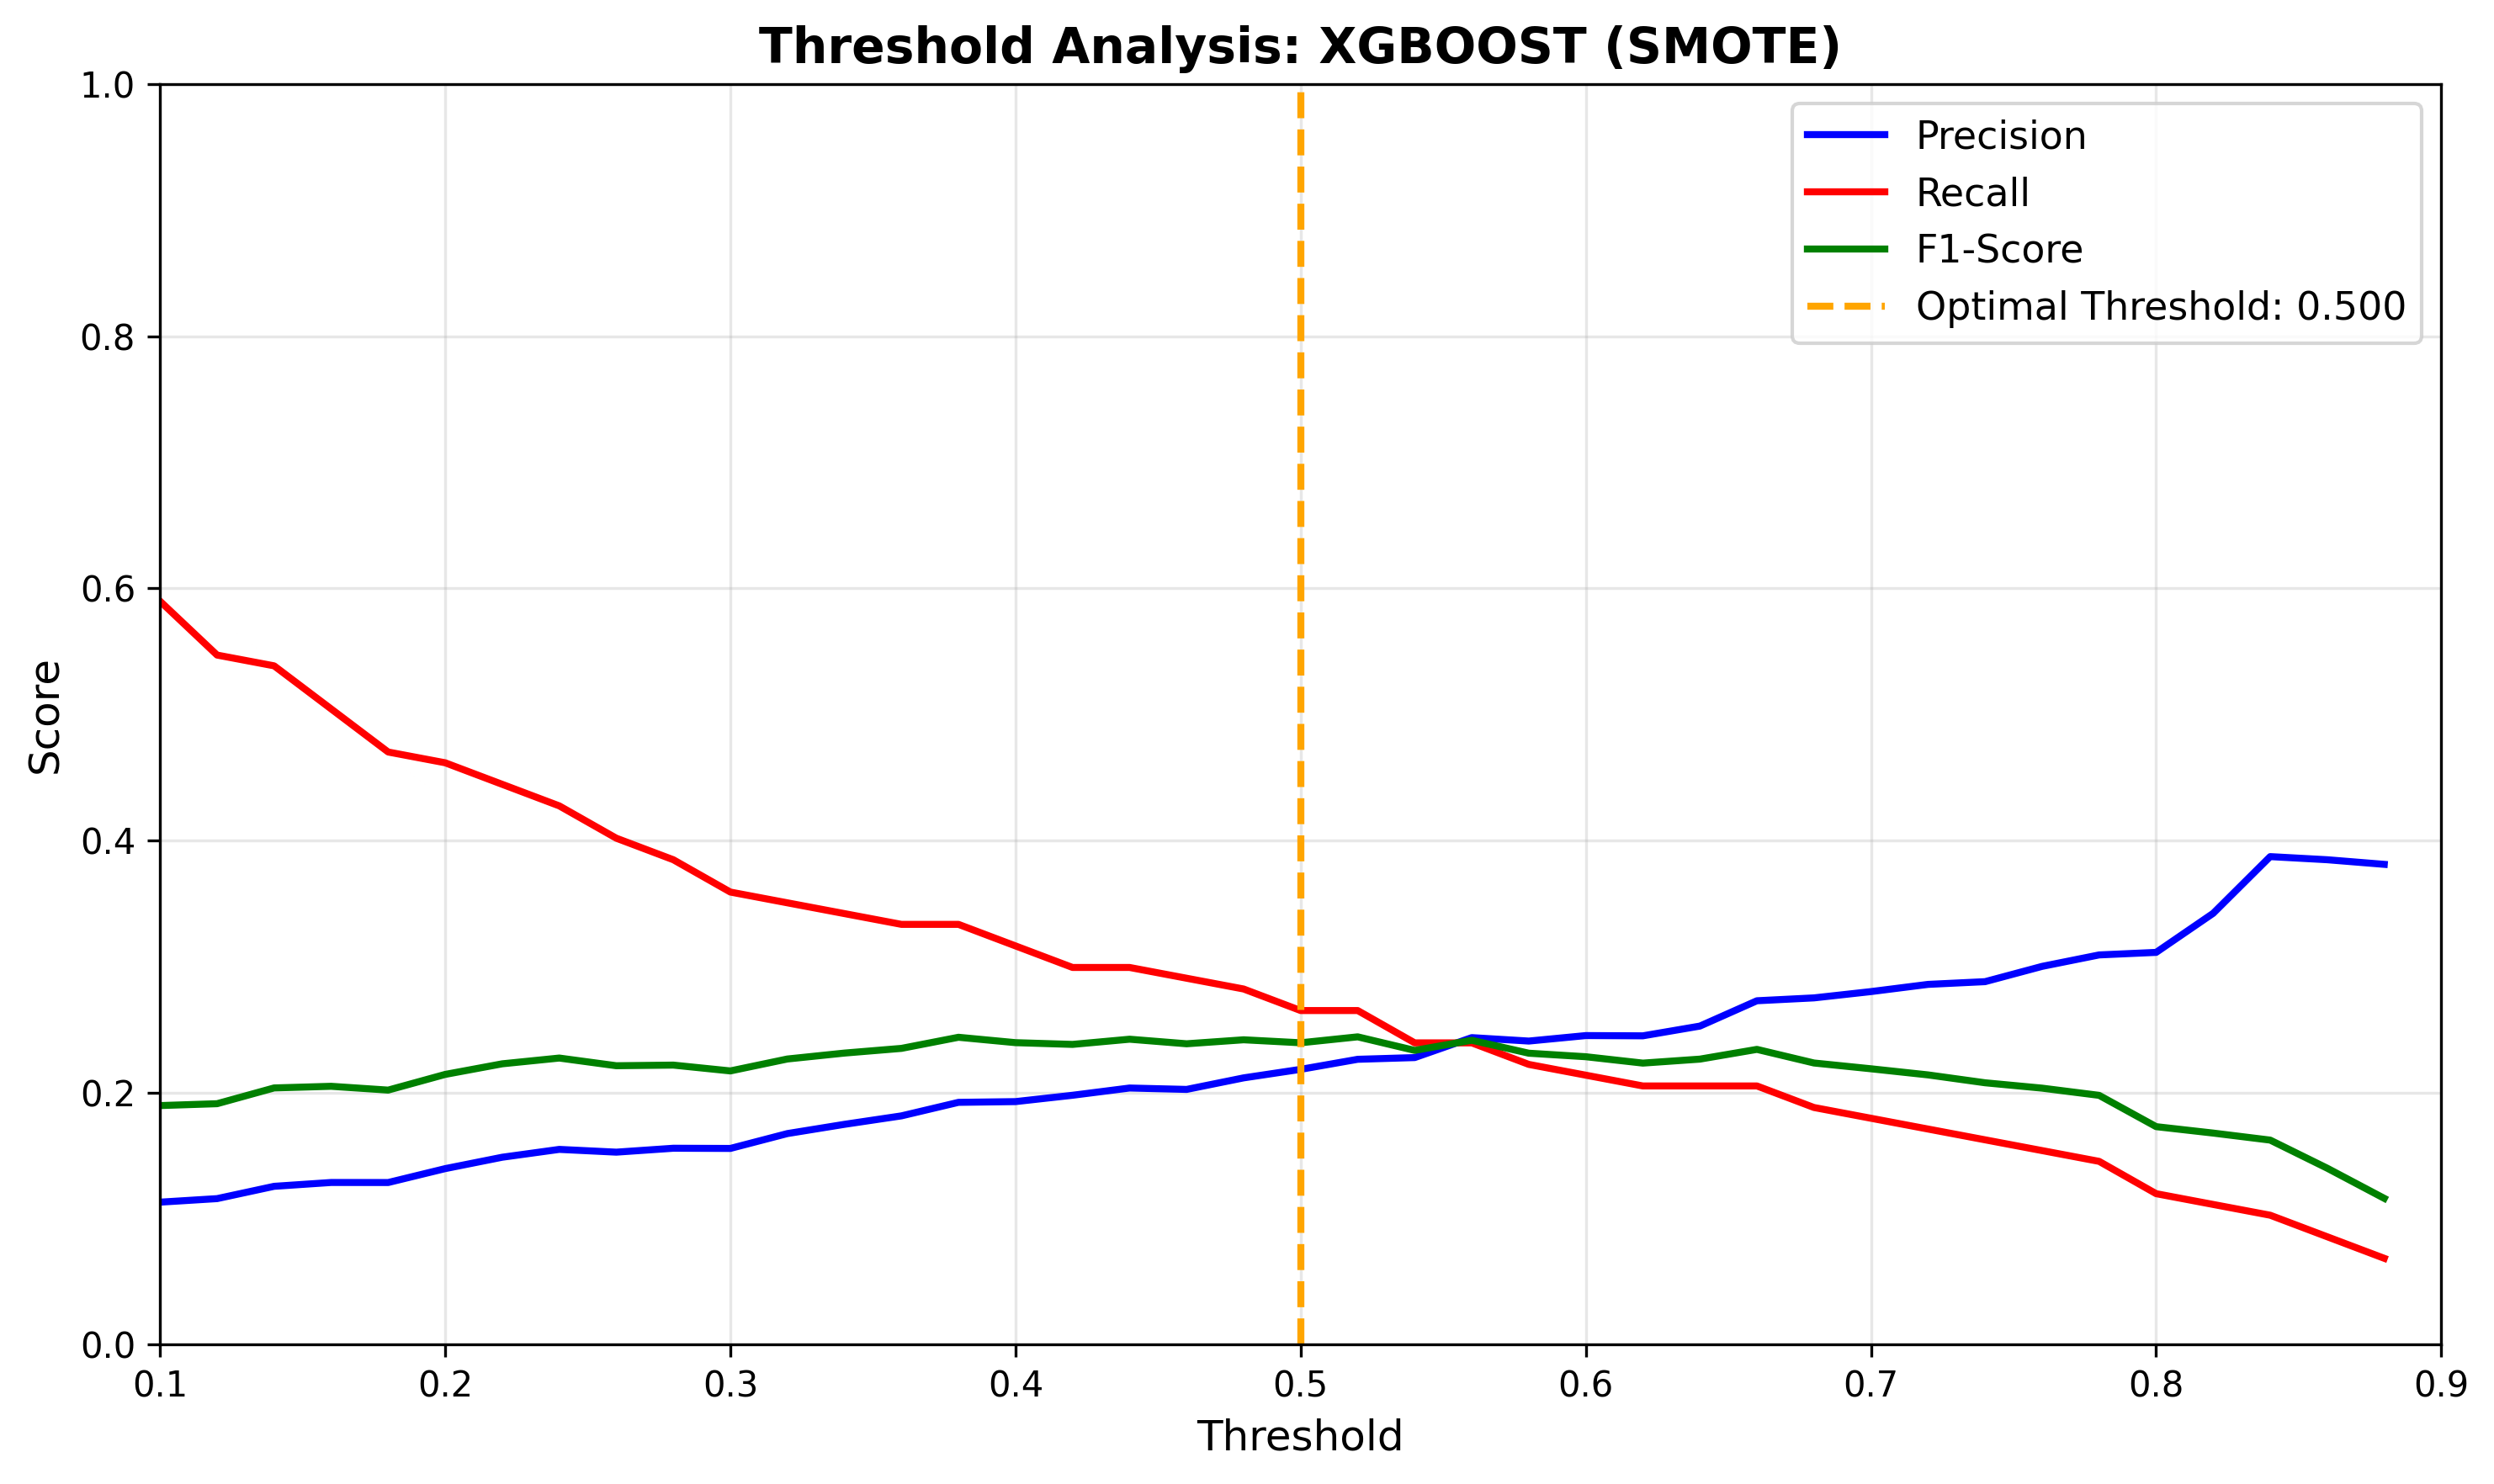 Threshold Analysis: XGBOOST (SMOTE)
1.0
0.8
0.6
0.4
0.2
0.0
Score
Precision
Recall
F1-Score
Optimal Threshold: 0.500
0.1 0.2 0.3 0.4 0.5 0.6 0.7 0.8 0.9
Threshold